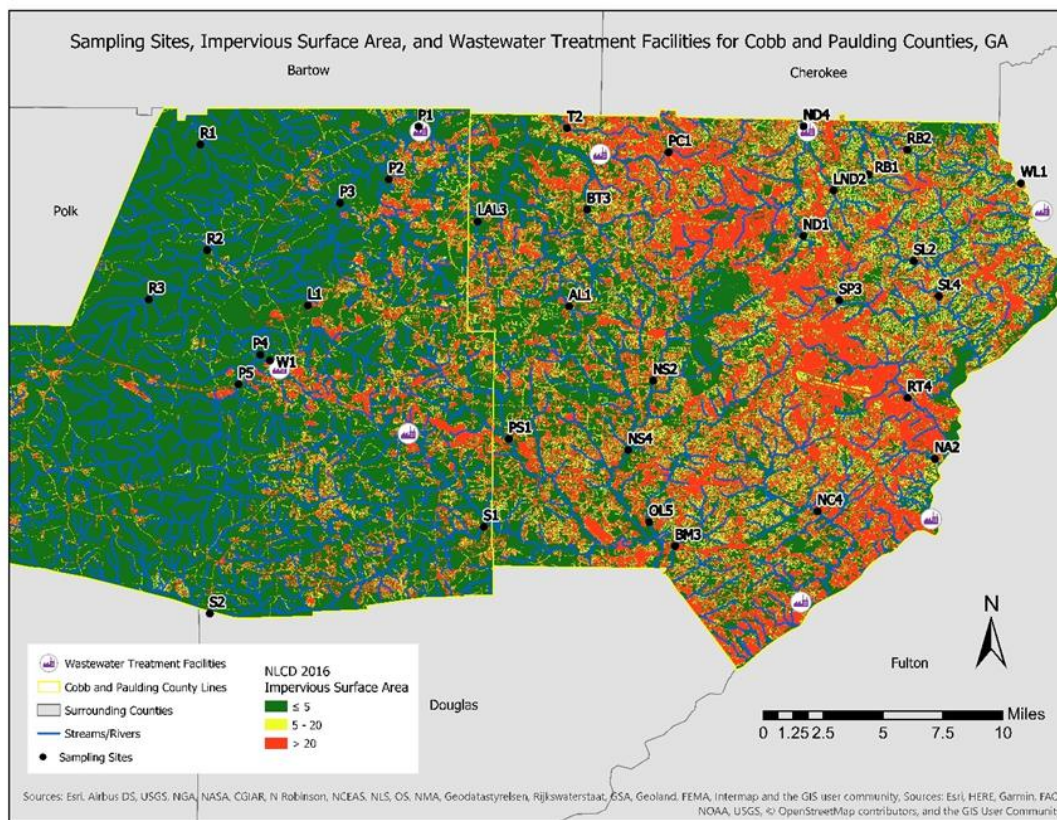 Sampling Sites, Impervious Surface Area, and Wastewater Treatment Facilities for Cobb and Paulding Counties, GA
Bartow
Cherokee
P1
T2
ND4
R1
PC1
RB2
P2
RB1
WL1
P3
LND2
Polk
LAL3
BT3
ND1
R2
SL2
R3
L1
AL1
SP3
SL4
P4
W1
P5
NS2
RT4
PS1
NS4
NA2
NC4
S1
OL5
BM3
S2
N
Fulton
Douglas
Wastewater Treatment Facilities
Cobb and Paulding County Lines
Surrounding Counties
Streams/Rivers
Sampling Sites
NLCD 2016
Impervious Surface Area
≤ 5
5 - 20
> 20
Miles
0 1.25 2.5 5 7.5 10
Sources: Esri, Airbus DS, USGS, NGA, NASA, CGIAR, N Robinson, NCEAS, NLS, OS, NMA, Geodatastyrelsen, Rijkswaterstaat, GSA, Geoland, FEMA, Intermap and the GIS user community, Sources: Esri, HERE, Garmin, FAO,
NOAA, USGS, © OpenStreetMap contributors, and the GIS User Community